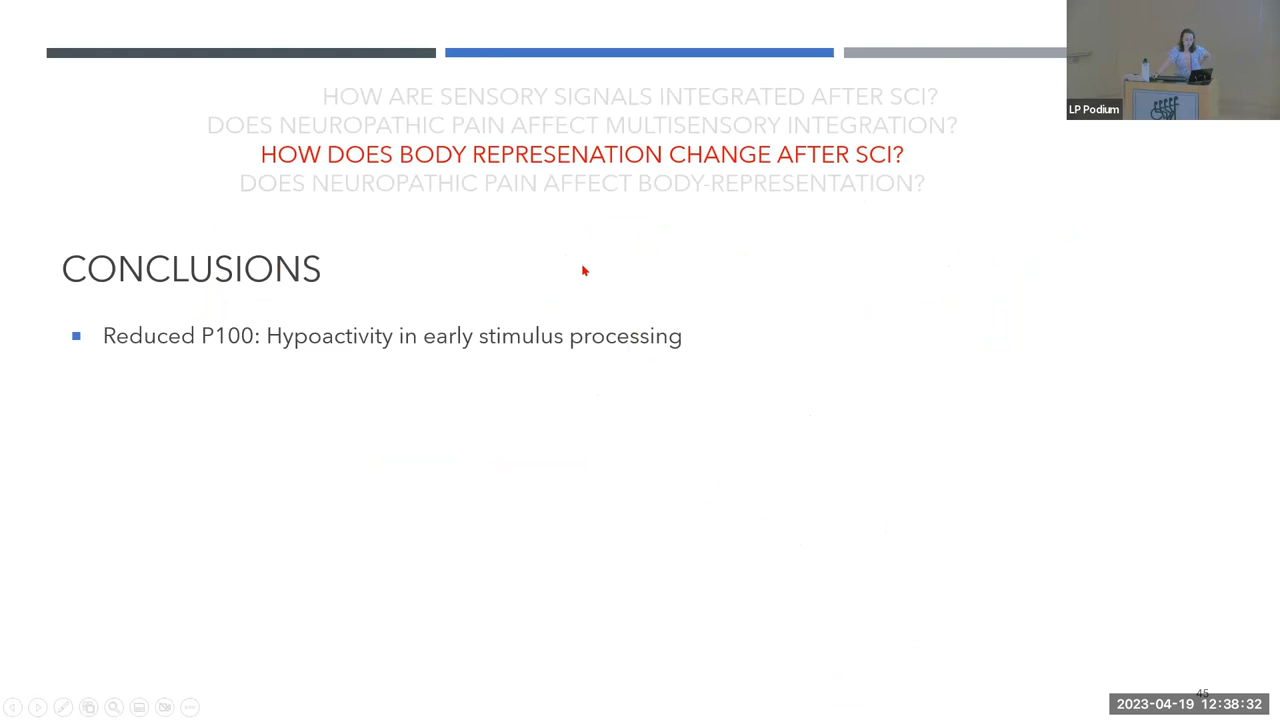 HOW ARE SENSORY SIGNALS INTEGRATED AFTER SCI?
DOES NEUROPATHIC PAIN AFFECT MULTISENSORY INTEGRATION?
HOW DOES BODY REPRESENATION CHANGE AFTER SCI?
DOES NEUROPATHIC PAIN AFFECT BODY-REPRESENTATION?
LP Podium
CONCLUSIONS
Reduced P100: Hypoactivity in early stimulus processing
45
2023-04-19 12:38:32